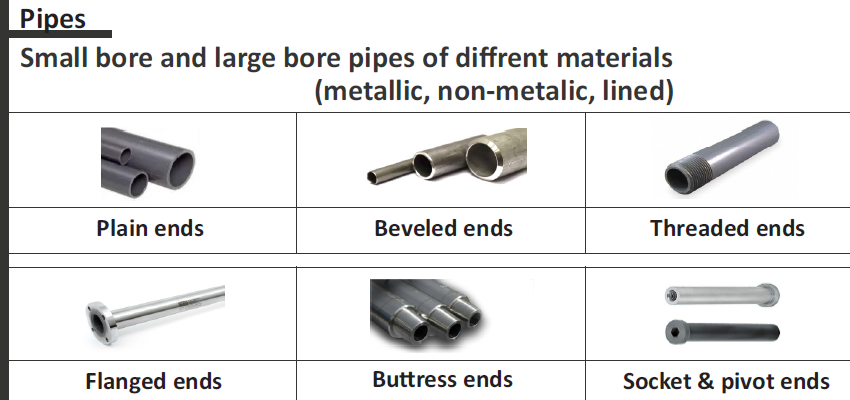 Pipes
Small bore and large bore pipes of diffrent materials
(metallic, non-metalic, lined)
Plain ends
Beveled ends
Threaded ends
Flanged ends
Buttress ends
Socket & pivot ends